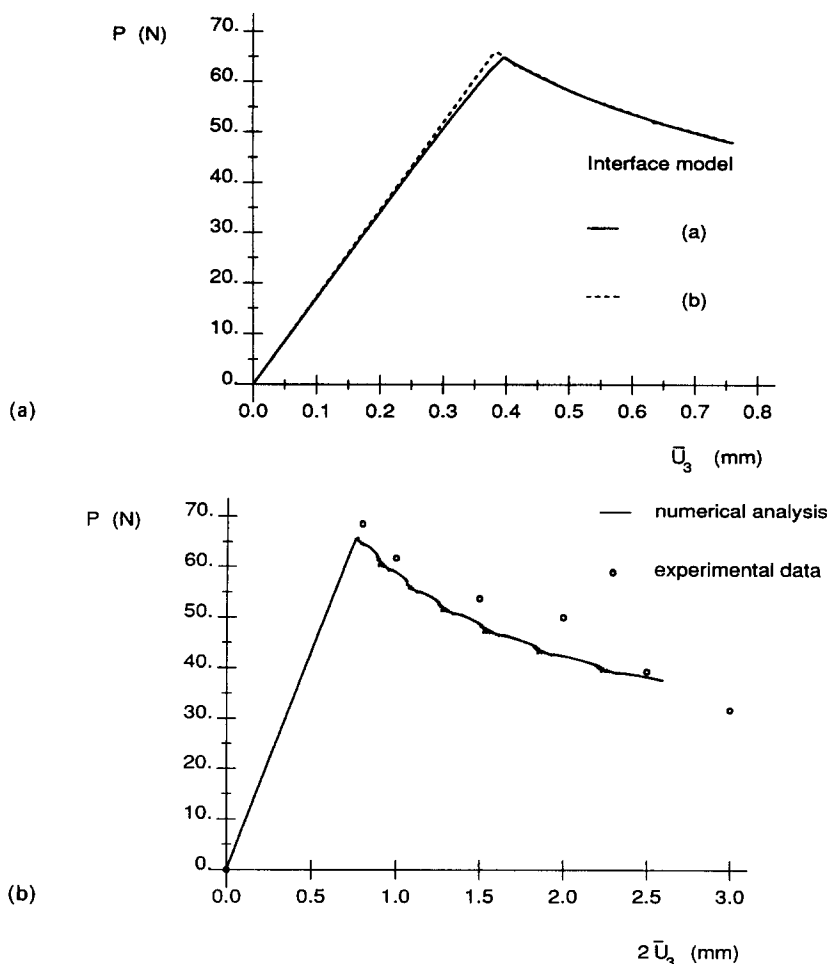 P (N)
70.
60.
50.
40.
30.
20.
10.
0.
0.0 0.1 0.2 0.3 0.4 0.5 0.6 0.7 0.8
Ū₃ (mm)
Interface model
(a)
(b)
(a)
P (N)
70.
60.
50.
40.
30.
20.
10.
0.
0.0 0.5 1.0 1.5 2.0 2.5 3.0
2 Ū₃ (mm)
numerical analysis
experimental data
(b)